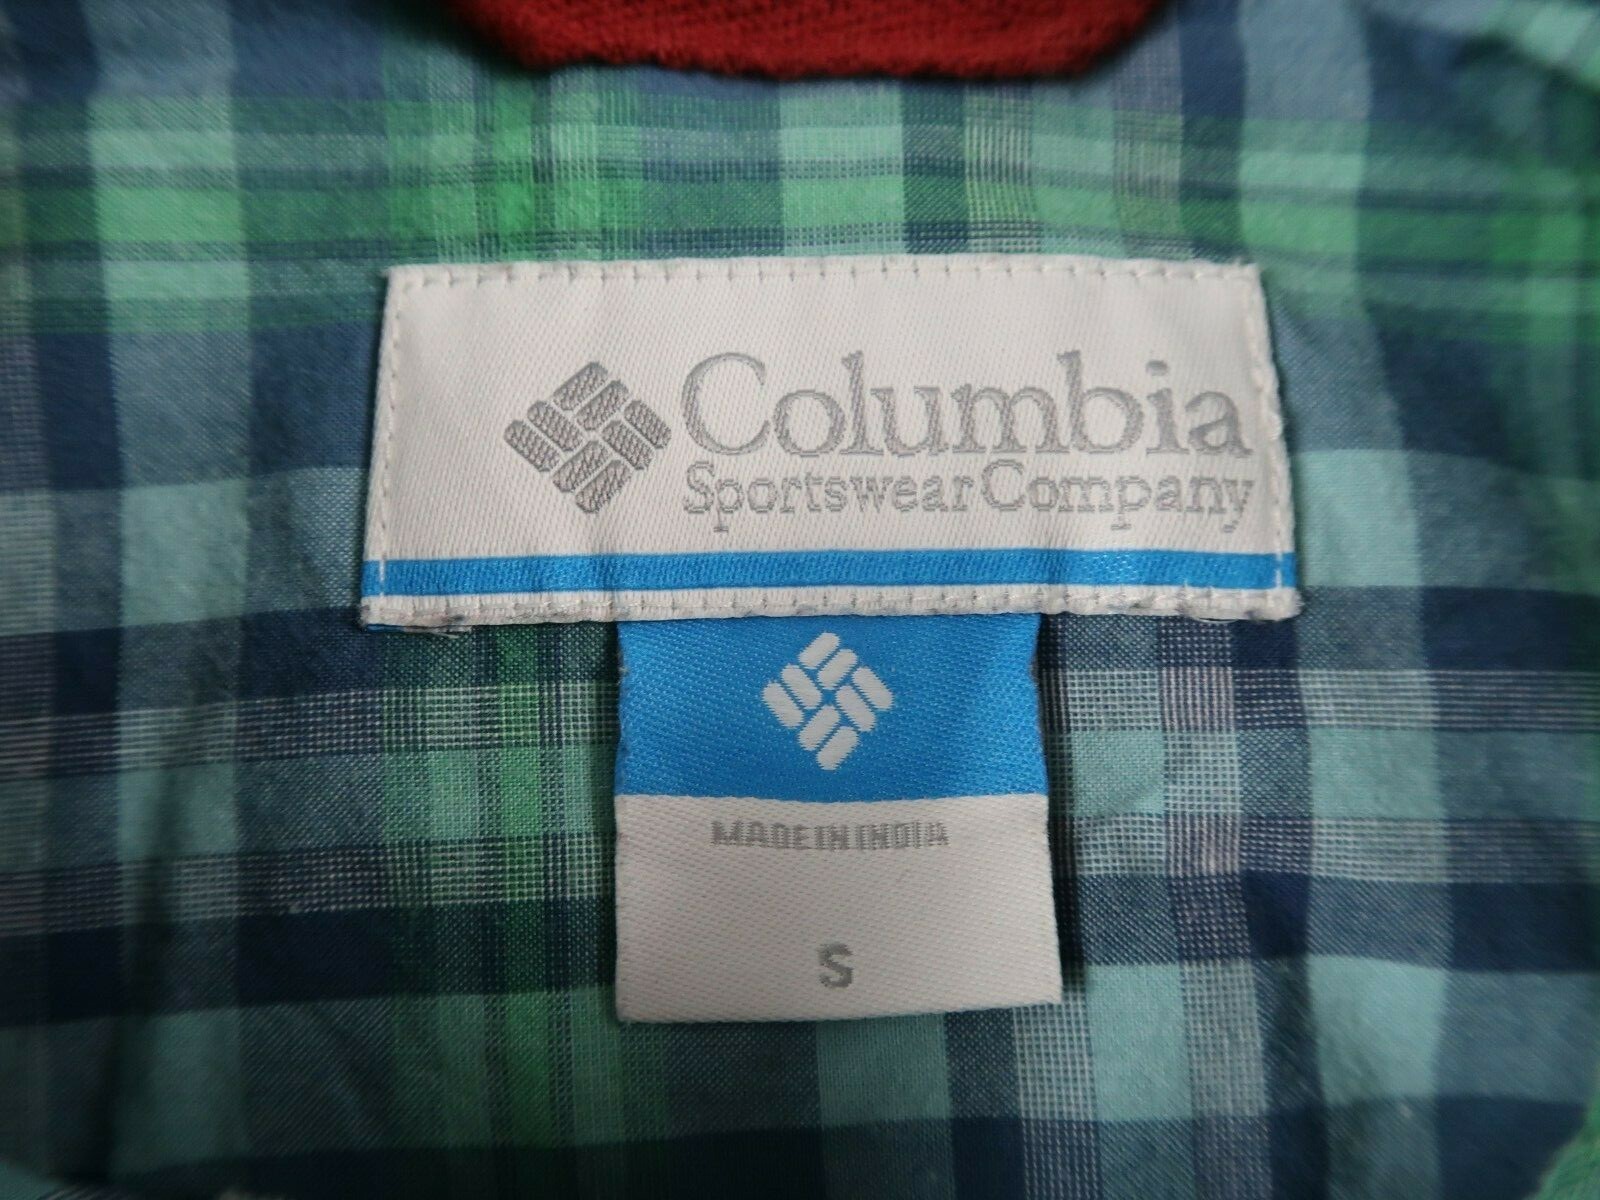 Columbia
Sportswear Company
MADE IN INDIA
S